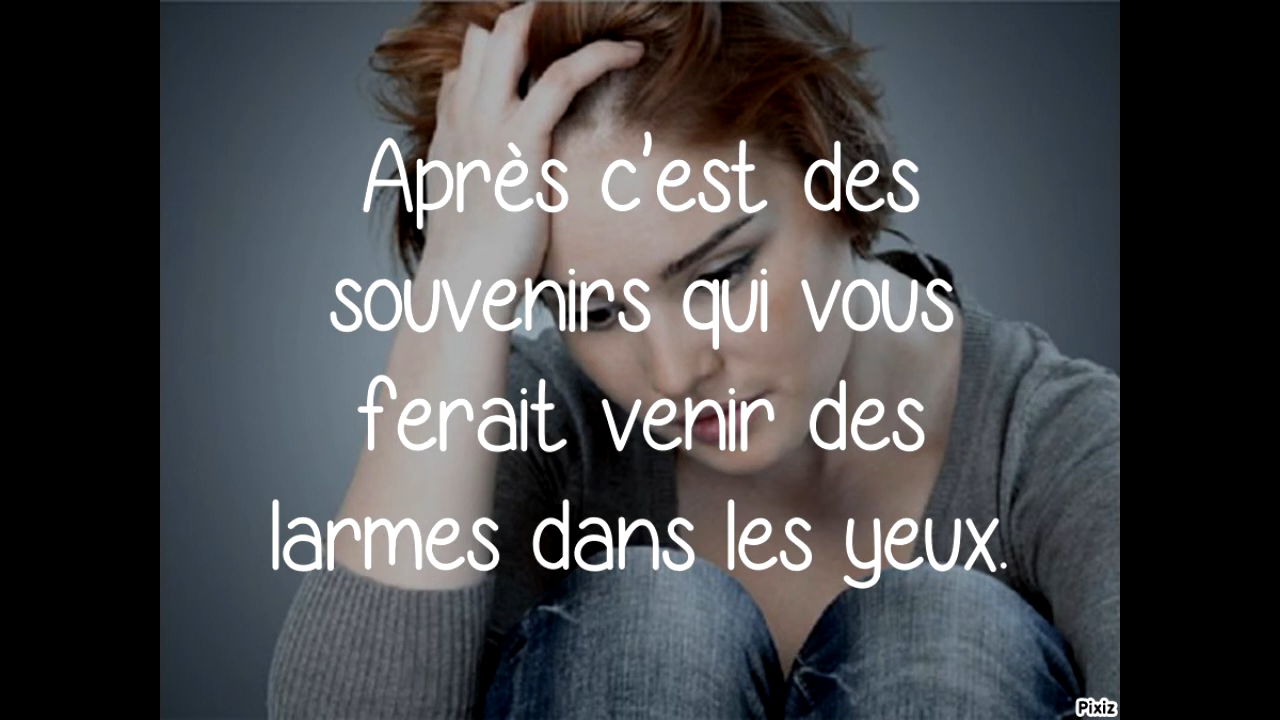 Après c'est des
souvenirs qui vous
ferait venir des
larmes dans les yeux.
Pixiz